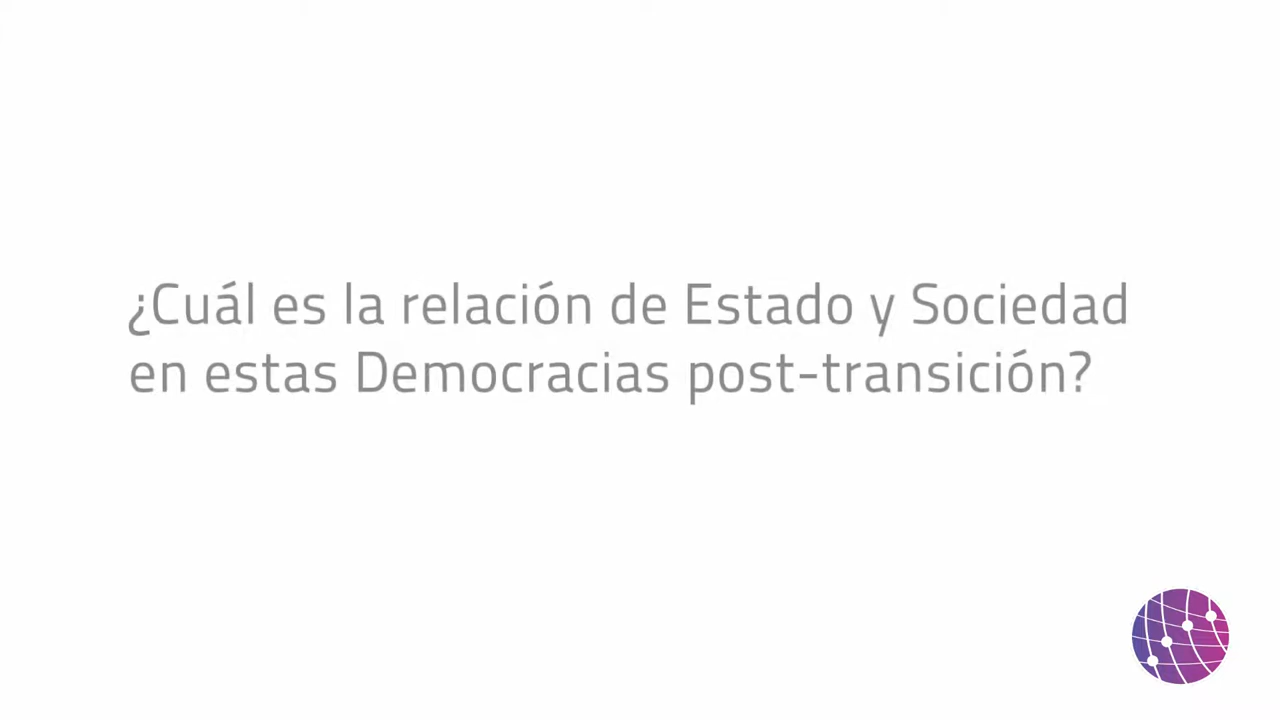 ¿Cuál es la relación de Estado y Sociedad
en estas Democracias post-transición?